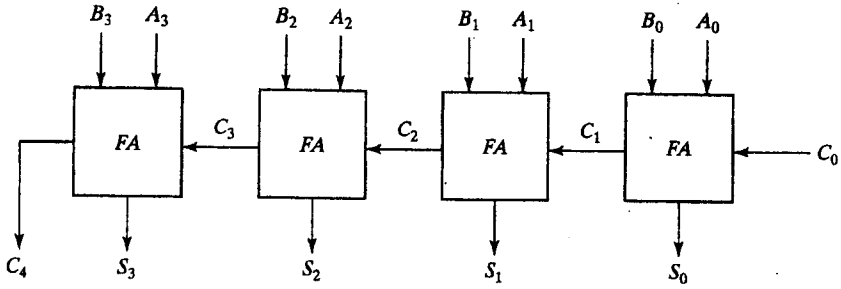 B3 A3 B2 A2 B1 A1 B0 A0
C3 C2 C1
FA FA FA FA C0
C4 S3 S2 S1 S0